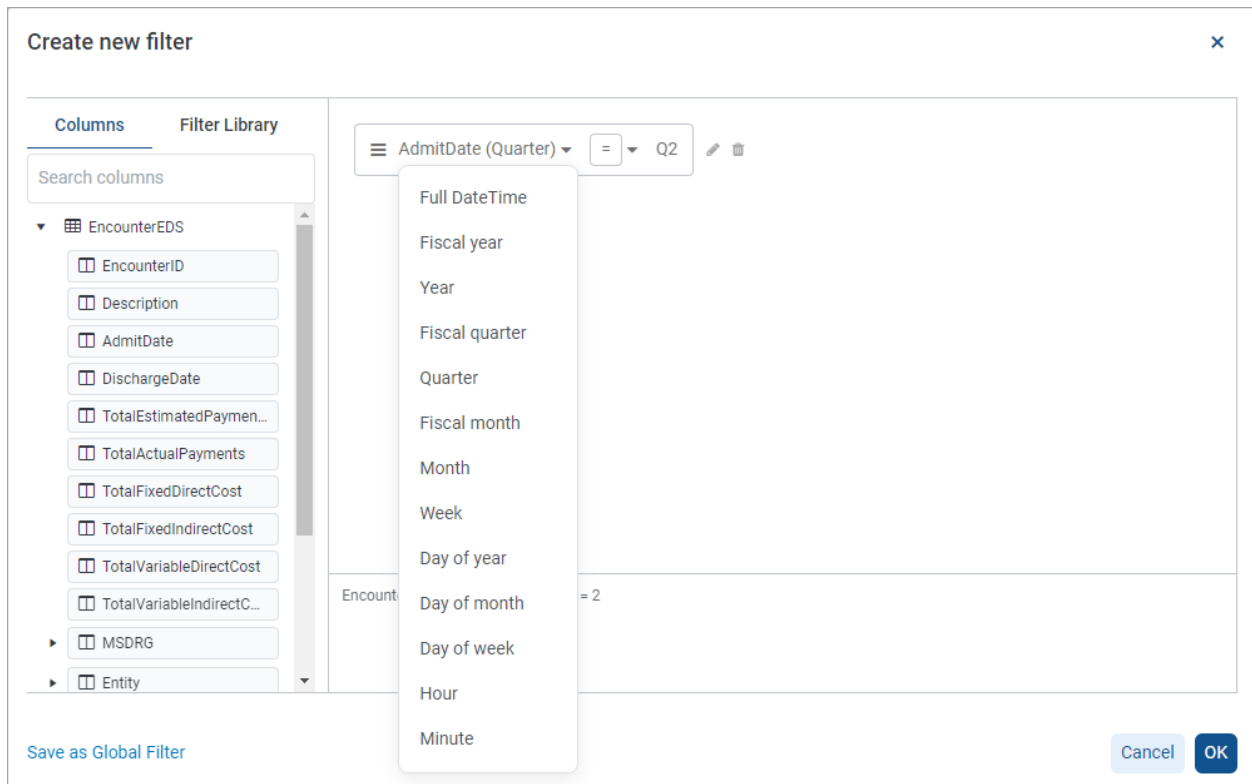 Create new filter
Columns Filter Library
Search columns
EncounterEDS
EncounterID
Description
AdmitDate
DischargeDate
TotalEstimatedPaymen...
TotalActualPayments
TotalFixedDirectCost
TotalFixedIndirectCost
TotalVariableDirectCost
TotalVariableIndirectC...
MSDRG
Entity
AdmitDate (Quarter) = Q2
Full DateTime
Fiscal year
Year
Fiscal quarter
Quarter
Fiscal month
Month
Week
Day of year
Day of month
Day of week
Hour
Minute
Encount = 2
Save as Global Filter
Cancel OK